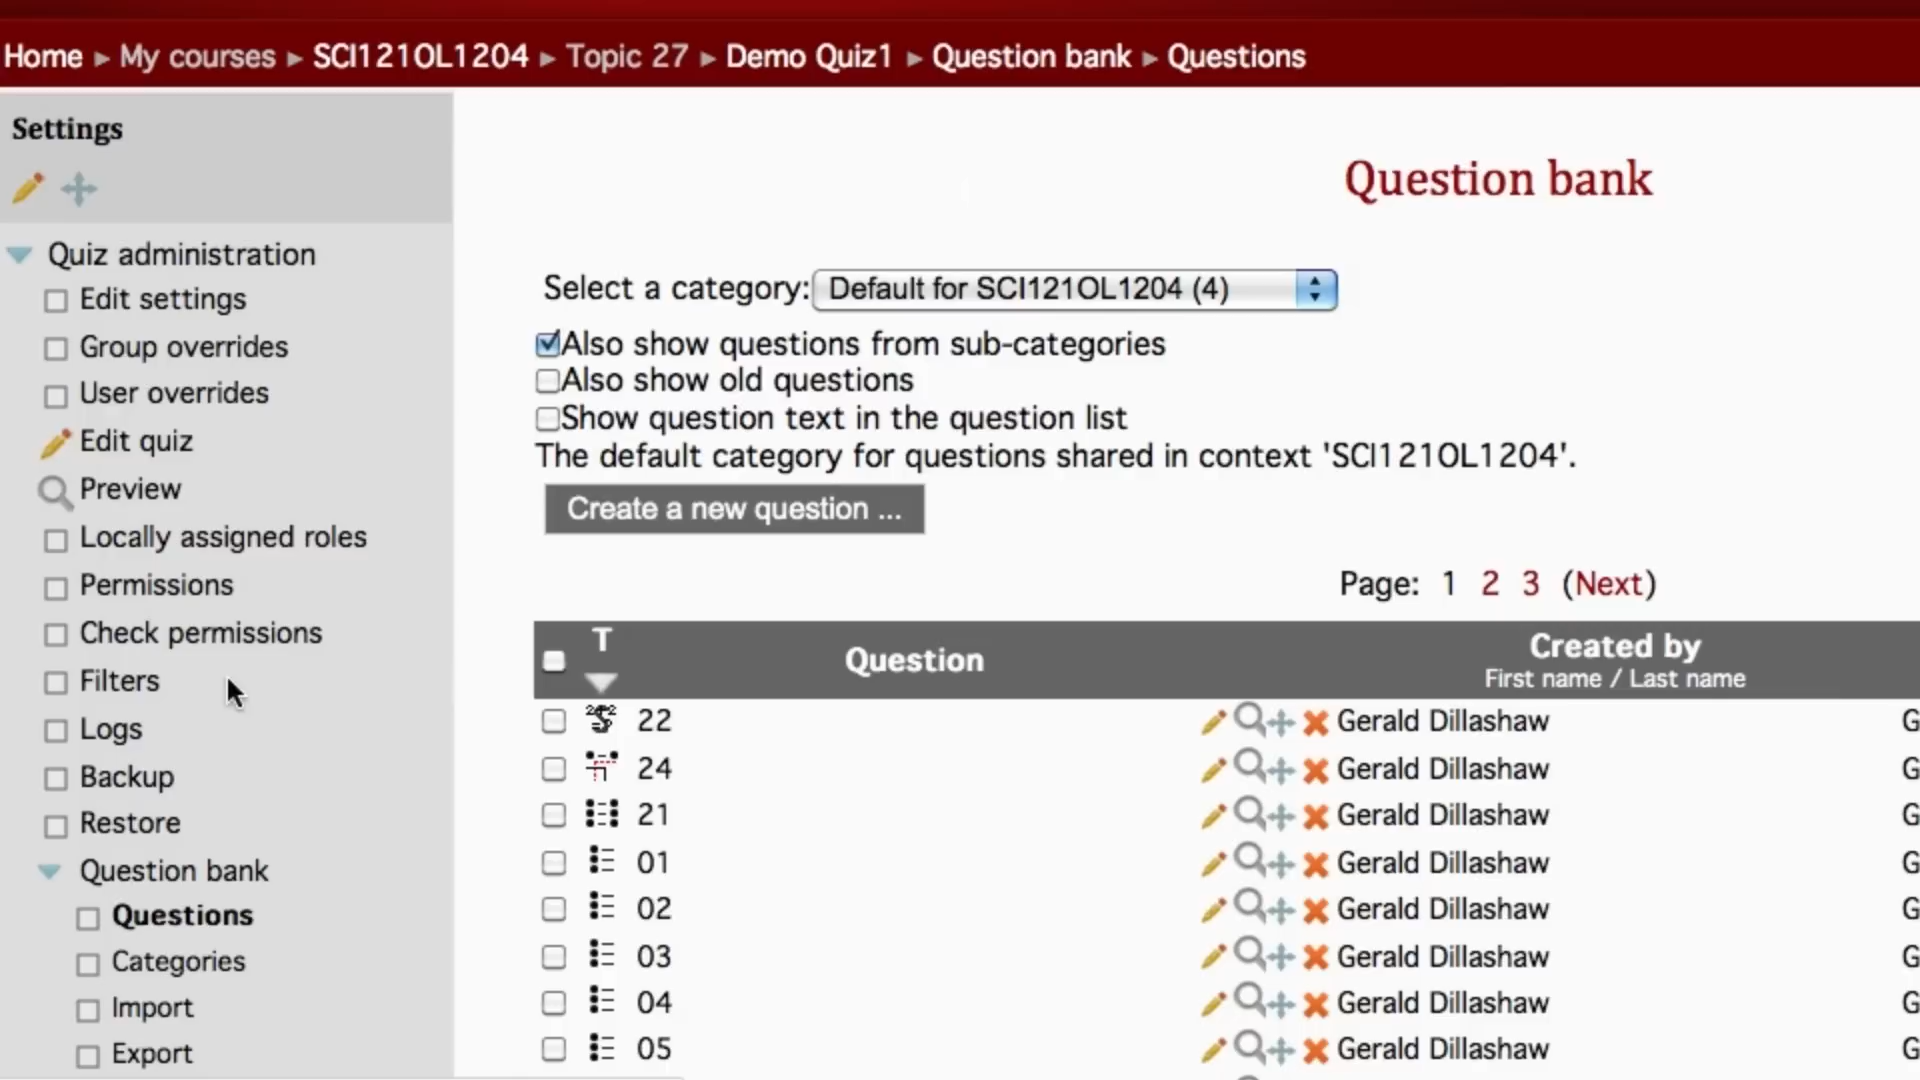 Home ► My courses ► SCI121OL1204 ► Topic 27 ► Demo Quiz1 ► Question bank ► Questions
Settings
Quiz administration
Edit settings
Group overrides
User overrides
Edit quiz
Preview
Locally assigned roles
Permissions
Check permissions
Filters
Logs
Backup
Restore
Question bank
Questions
Categories
Import
Export
Question bank
Select a category: Default for SCI121OL1204 (4)
Also show questions from sub-categories
Also show old questions
Show question text in the question list
The default category for questions shared in context 'SCI121OL1204'.
Create a new question ...
Page: 1 2 3 (Next)
T Question Created by
First name / Last name
22 Gerald Dillashaw G
24 Gerald Dillashaw G
21 Gerald Dillashaw G
01 Gerald Dillashaw G
02 Gerald Dillashaw G
03 Gerald Dillashaw G
04 Gerald Dillashaw G
05 Gerald Dillashaw G